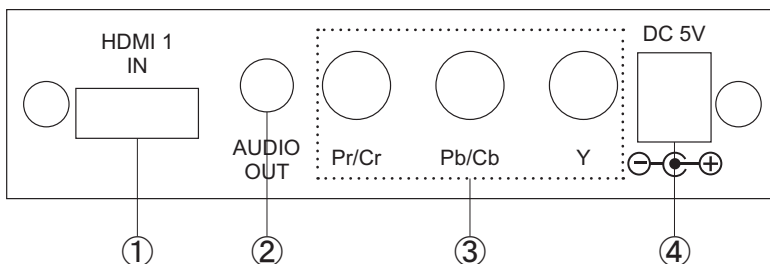 HDMI 1
IN
DC 5V
AUDIO
OUT
Pr/Cr
Pb/Cb
Y
①
②
③
④